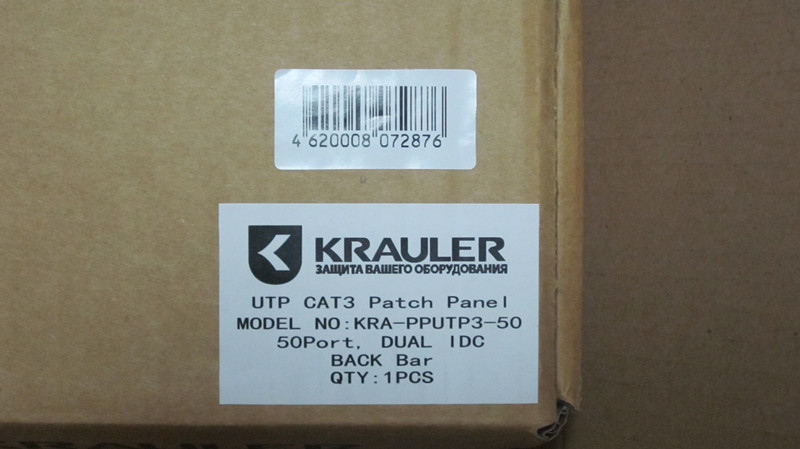 4 620008 072876
KRAULER
ЗАЩИТА ВАШЕГО ОБОРУДОВАНИЯ
UTP CAT3 Patch Panel
MODEL NO:KRA-PPUTP3-50
50Port, DUAL IDC
BACK Bar
QTY:1PCS
KRAULER